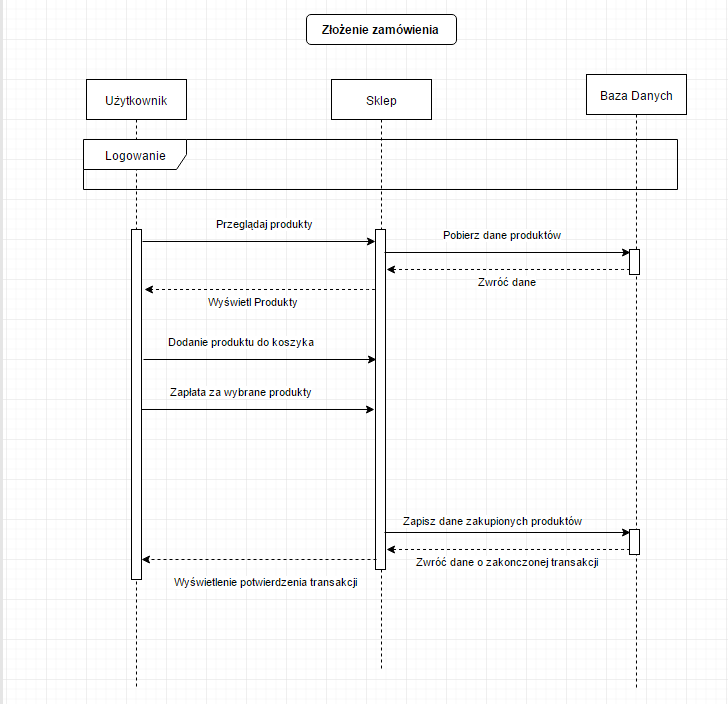 Złożenie zamówienia
Użytkownik
Sklep
Baza Danych
Logowanie
Przeglądaj produkty
Pobierz dane produktów
Zwróć dane
Wyświetl Produkty
Dodanie produktu do koszyka
Zapłata za wybrane produkty
Zapisz dane zakupionych produktów
Zwróć dane o zakonczonej transakcji
Wyświetlenie potwierdzenia transakcji